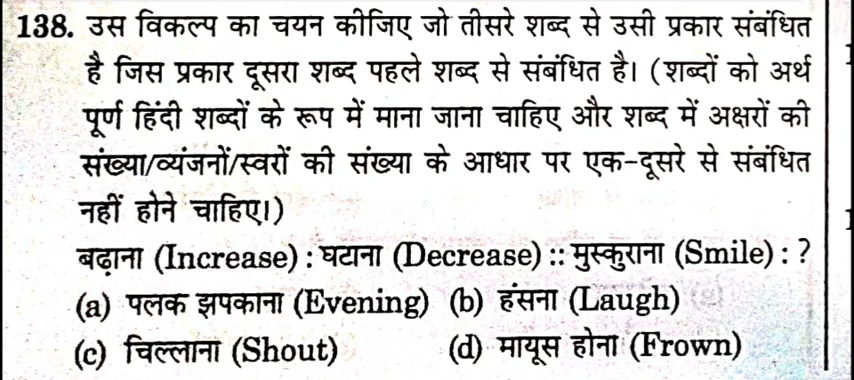 138. उस विकल्प का चयन कीजिए जो तीसरे शब्द से उसी प्रकार संबंधित
है जिस प्रकार दूसरा शब्द पहले शब्द से संबंधित है। (शब्दों को अर्थ
पूर्ण हिंदी शब्दों के रूप में माना जाना चाहिए और शब्द में अक्षरों की
संख्या/व्यंजनों/स्वरों की संख्या के आधार पर एक-दूसरे से संबंधित
नहीं होने चाहिए।)
बढ़ाना (Increase) : घटाना (Decrease) :: मुस्कुराना (Smile) : ?
(a) पलक झपकाना (Evening) (b) हंसना (Laugh)
(c) चिल्लाना (Shout) (d) मायूस होना (Frown)